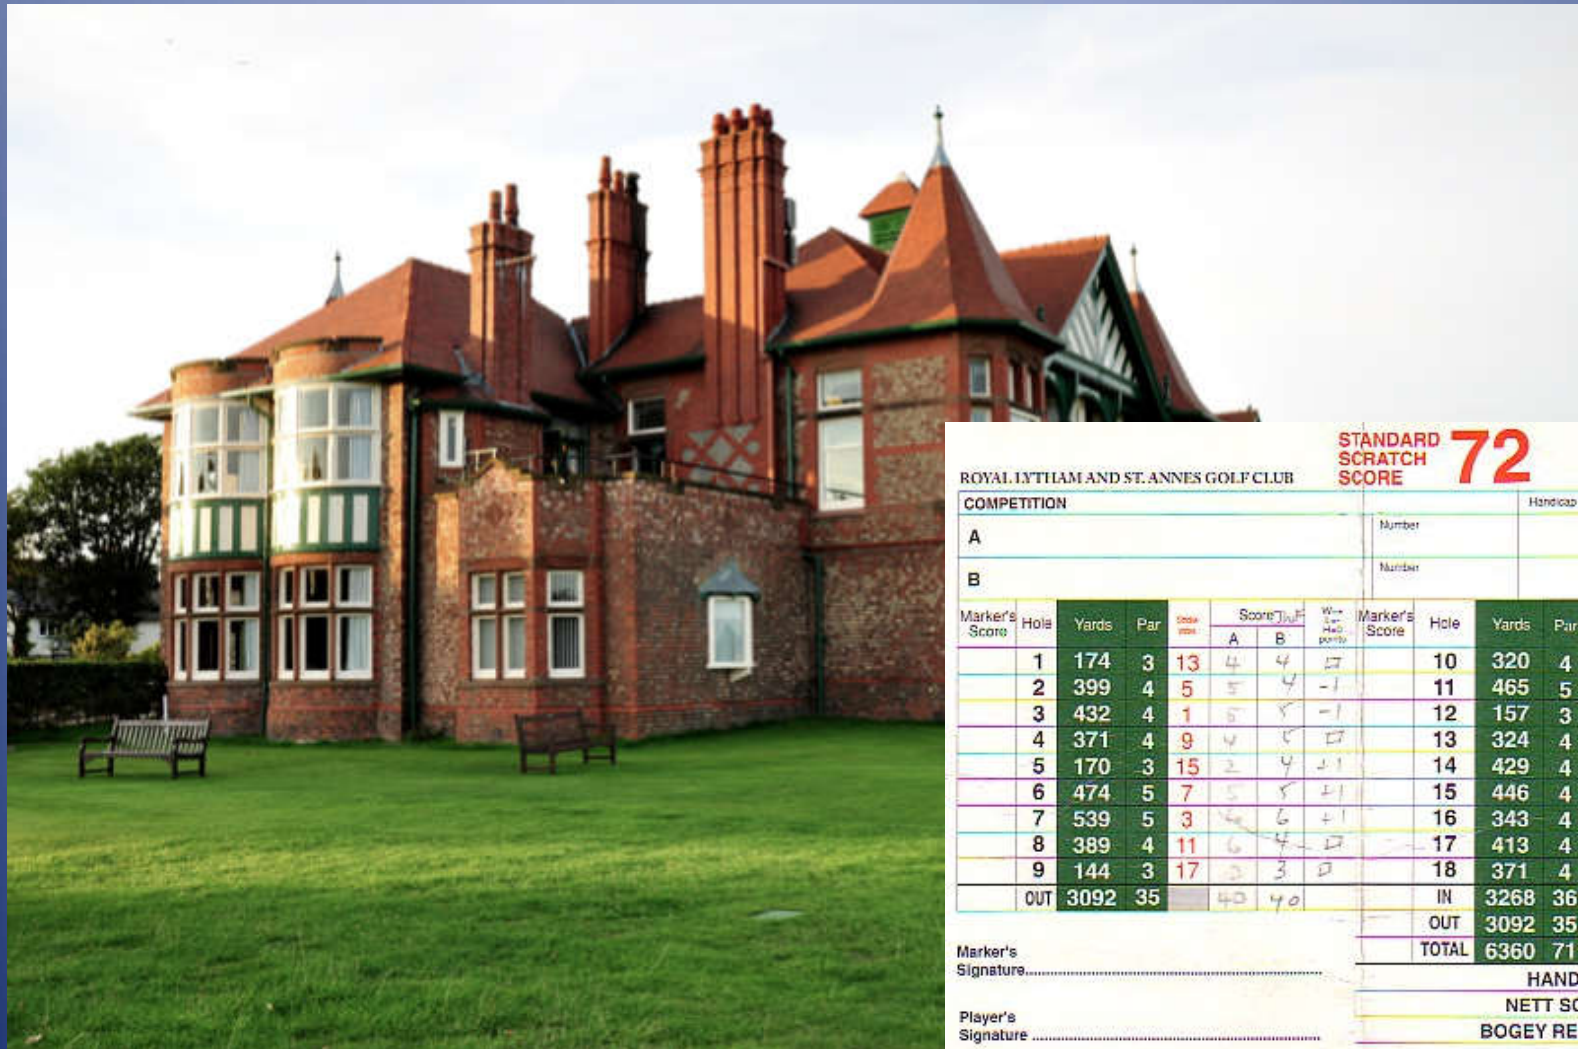 STANDARD
SCRATCH
SCORE 72
ROYAL LYTHAM AND ST. ANNES GOLF CLUB
COMPETITION Handicap
A Number
B Number
Marker's Score Hole Yards Par Score A B Marker's Score Hole Yards Par
1 174 3 13 4 4 10 320 4
2 399 4 5 5 4 -1 11 465 5
3 432 4 1 5 5 -1 12 157 3
4 371 4 9 4 5 13 324 4
5 170 3 15 2 4 +1 14 429 4
6 474 5 7 5 5 +1 15 446 4
7 539 5 3 6 +1 16 343 4
8 389 4 11 6 4 17 413 4
9 144 3 17 3 18 371 4
OUT 3092 35 40 40 IN 3268 36
OUT 3092 35
TOTAL 6360 71
Marker's
Signature
HAND
NETT SC
Player's
Signature
BOGEY RE